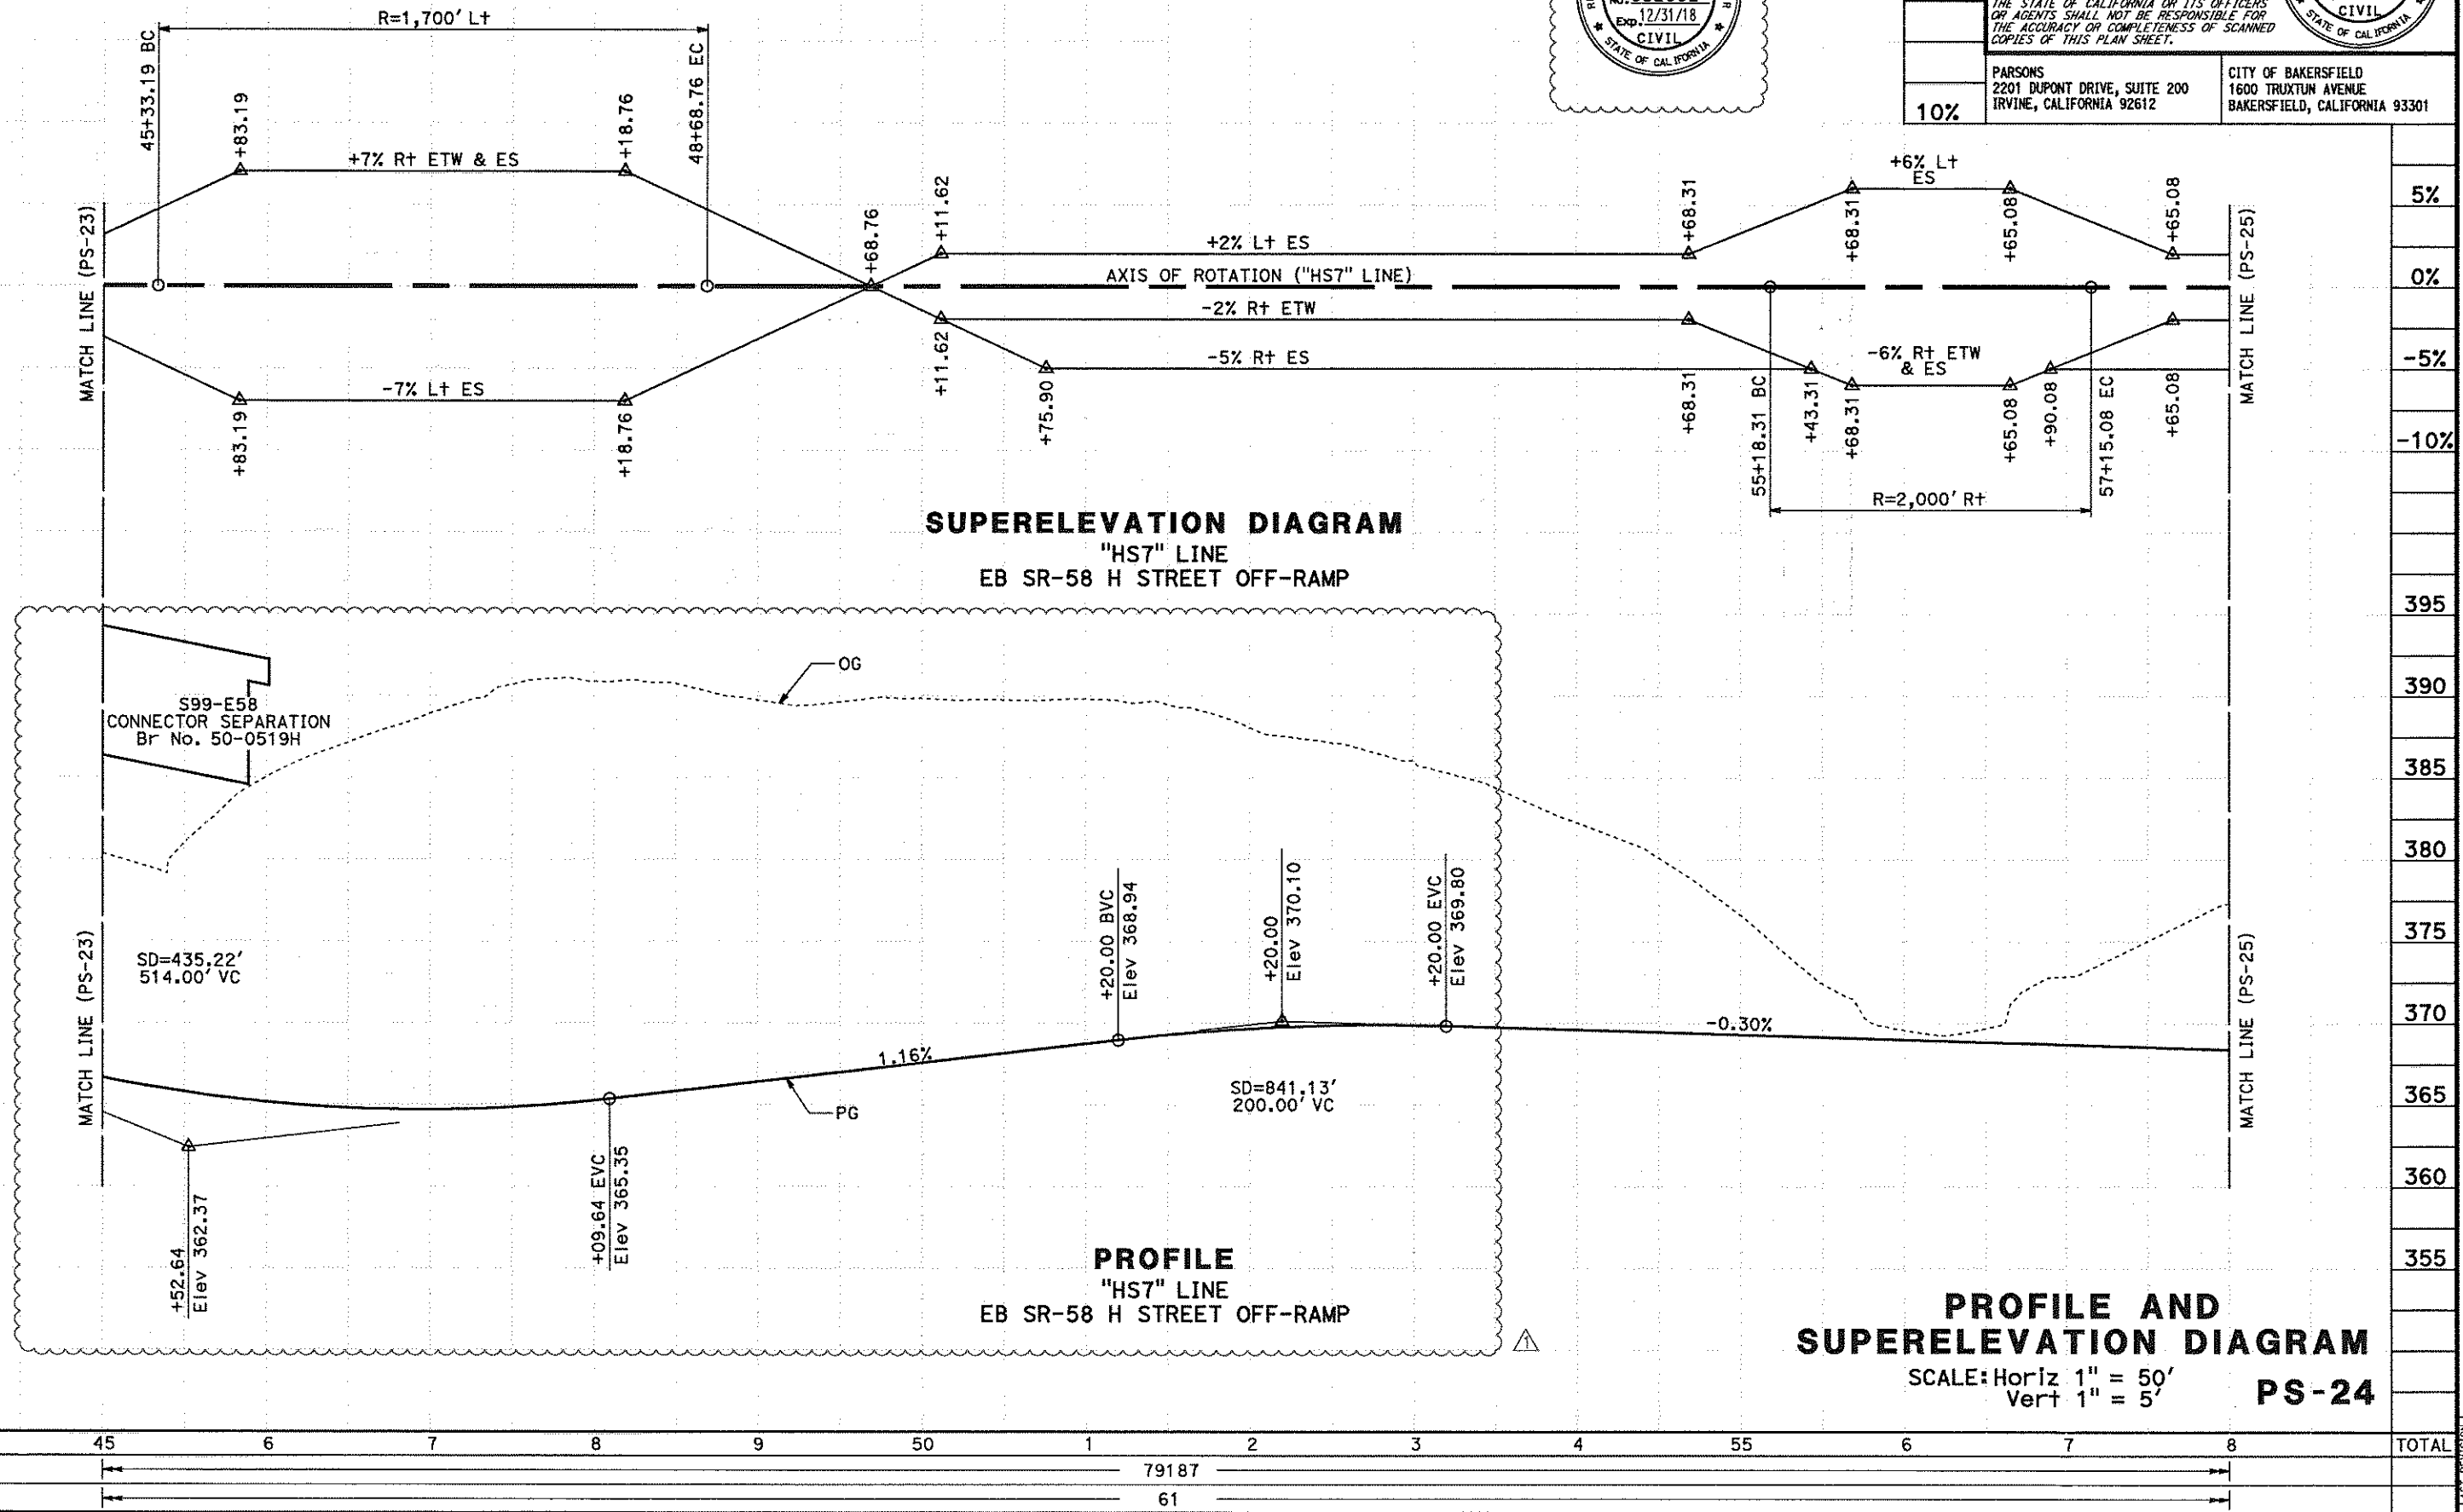 R=1,700' Lt
45+33.19 BC
+83.19
+18.76
48+68.76 EC
Exp. 12/31/18
CIVIL
STATE OF CALIFORNIA
THE STATE OF CALIFORNIA OR ITS OFFICERS
OR AGENTS SHALL NOT BE RESPONSIBLE FOR
THE ACCURACY OR COMPLETENESS OF SCANNED
COPIES OF THIS PLAN SHEET.
CIVIL
STATE OF CALIFORNIA
PARSONS
2201 DUPONT DRIVE, SUITE 200
IRVINE, CALIFORNIA 92612
CITY OF BAKERSFIELD
1600 TRUXTUN AVENUE
BAKERSFIELD, CALIFORNIA 93301
10%
5%
0%
-5%
-10%
MATCH LINE (PS-23)
+7% Rt ETW & ES
-7% Lt ES
+83.19
+18.76
+68.76
+11.62
+11.62
+75.90
+2% Lt ES
AXIS OF ROTATION ("HS7" LINE)
-2% Rt ETW
-5% Rt ES
+68.31
+68.31
+6% Lt
ES
+68.31
+65.08
+65.08
-6% Rt ETW
& ES
55+18.31 BC
+43.31
+68.31
+65.08
+90.08
57+15.08 EC
+65.08
R=2,000' Rt
MATCH LINE (PS-25)
SUPERELEVATION DIAGRAM
"HS7" LINE
EB SR-58 H STREET OFF-RAMP
395
390
385
380
375
370
365
360
355
S99-E58
CONNECTOR SEPARATION
Br No. 50-0519H
OG
MATCH LINE (PS-23)
SD=435.22'
514.00' VC
+52.64
Elev 362.37
+09.64 EVC
Elev 365.35
1.16%
PG
+20.00 BVC
Elev 368.94
+20.00
Elev 370.10
+20.00 EVC
Elev 369.80
SD=841.13'
200.00' VC
-0.30%
MATCH LINE (PS-25)
PROFILE
"HS7" LINE
EB SR-58 H STREET OFF-RAMP
1
PROFILE AND
SUPERELEVATION DIAGRAM
SCALE: Horiz 1" = 50'
Vert 1" = 5'
PS-24
45 6 7 8 9 50 1 2 3 4 55 6 7 8 TOTAL
79187
61